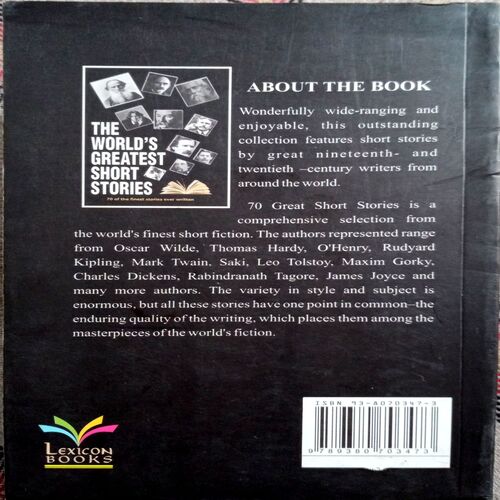 THE
WORLD'S
GREATEST
SHORT
STORIES
70 of the finest stories ever written
ABOUT THE BOOK
Wonderfully wide-ranging and
enjoyable, this outstanding
collection features short stories
by great nineteenth- and
twentieth –century writers from
around the world.
70 Great Short Stories is a
comprehensive selection from
the world's finest short fiction. The authors represented range
from Oscar Wilde, Thomas Hardy, O'Henry, Rudyard
Kipling, Mark Twain, Saki, Leo Tolstoy, Maxim Gorky,
Charles Dickens, Rabindranath Tagore, James Joyce and
many more authors. The variety in style and subject is
enormous, but all these stories have one point in common–the
enduring quality of the writing, which places them among the
masterpieces of the world's fiction.
LEXICON
BOOKS
9 789380 703473